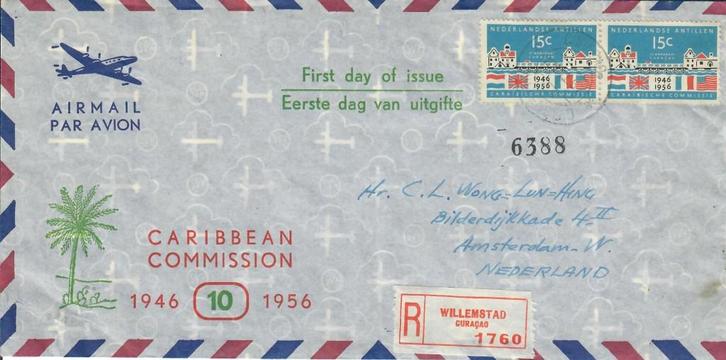 AIRMAIL
PAR AVION
First day of issue
Eerste dag van uitgifte
NEDERLANDSE ANTILLEN
15c
1946
1956
CARAIBISCHE COMMISSIE
NEDERLANDSE ANTILLEN
15c
1946
1956
CARAIBISCHE COMMISSIE
6388
Hr. C. L. Wong=Lun=Hing
Bilderdijkkade 4-II
Amsterdam-W.
NEDERLAND
CARIBBEAN
COMMISSION
1946 10 1956
R
WILLEMSTAD
CURAÇAO
1760